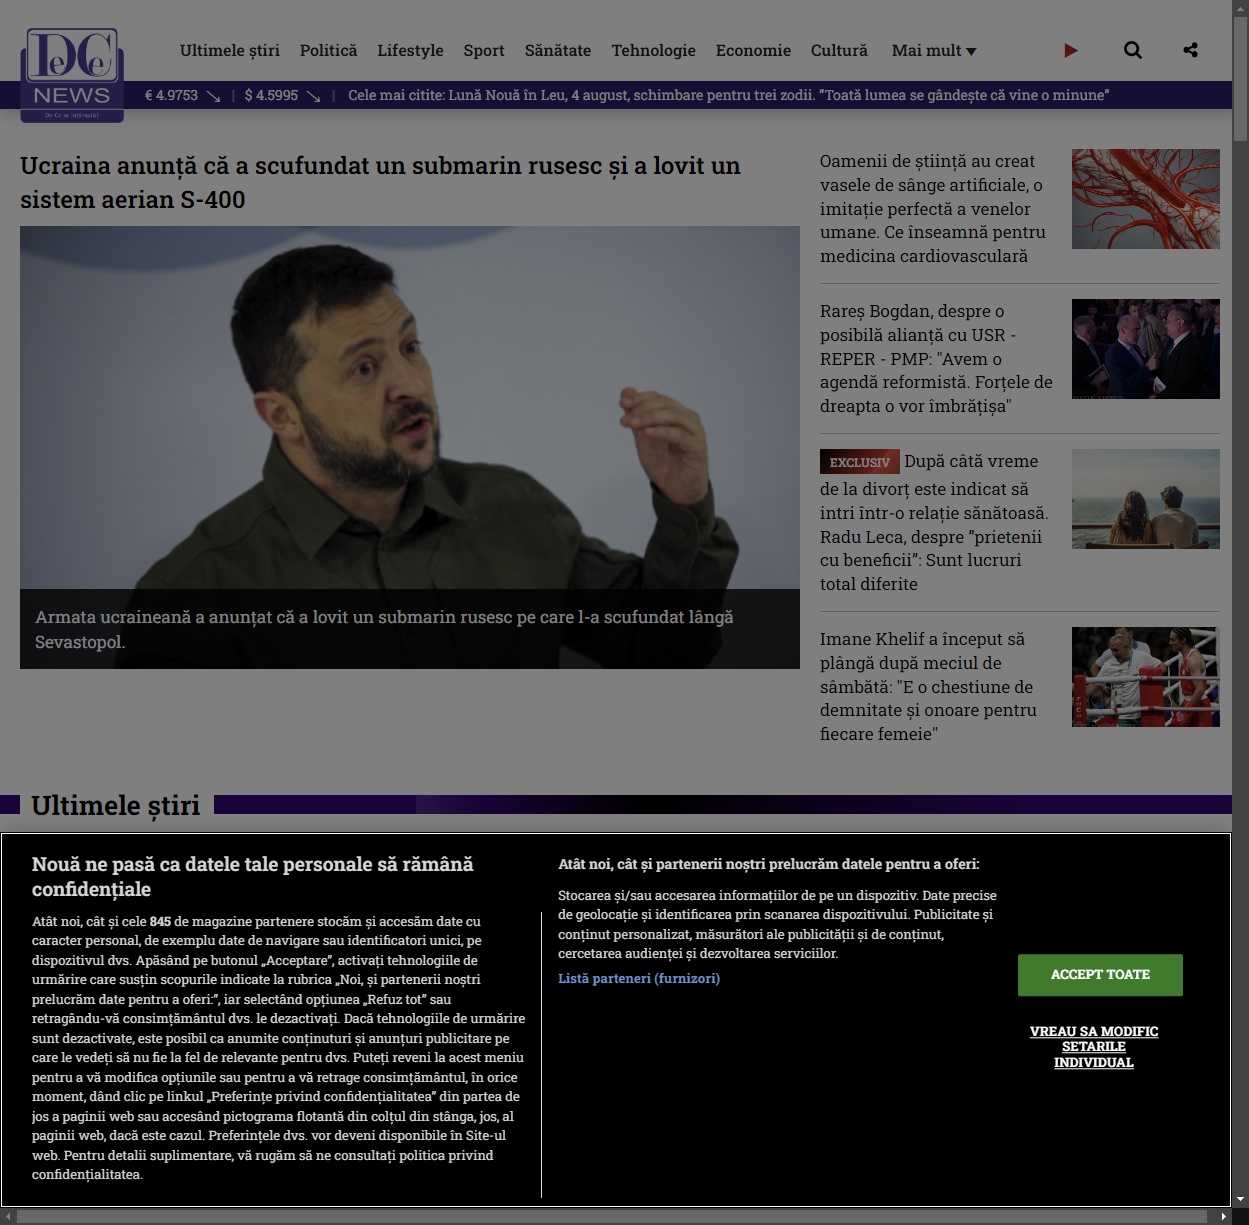 DeCe
NEWS
De Ce se întâmplă?
Ultimele știri Politică Lifestyle Sport Sănătate Tehnologie Economie Cultură Mai mult
€ 4.9753 | $ 4.5995 | Cele mai citite: Lună Nouă în Leu, 4 august, schimbare pentru trei zodii. ”Toată lumea se gândește că vine o minune”
Ucraina anunță că a scufundat un submarin rusesc și a lovit un
sistem aerian S-400
Armata ucraineană a anunțat că a lovit un submarin rusesc pe care l-a scufundat lângă
Sevastopol.
Oamenii de știință au creat
vasele de sânge artificiale, o
imitație perfectă a venelor
umane. Ce înseamnă pentru
medicina cardiovasculară
Rareș Bogdan, despre o
posibilă alianță cu USR -
REPER - PMP: "Avem o
agendă reformistă. Forțele de
dreapta o vor îmbrățișa"
EXCLUSIV După câtă vreme
de la divorț este indicat să
intri într-o relație sănătoasă.
Radu Leca, despre ”prietenii
cu beneficii”: Sunt lucruri
total diferite
Imane Khelif a început să
plângă după meciul de
sâmbătă: "E o chestiune de
demnitate și onoare pentru
fiecare femeie"
Ultimele știri
Nouă ne pasă ca datele tale personale să rămână
confidențiale
Atât noi, cât și cele 845 de magazine partenere stocăm și accesăm date cu
caracter personal, de exemplu date de navigare sau identificatori unici, pe
dispozitivul dvs. Apăsând pe butonul „Acceptare”, activați tehnologiile de
urmărire care susțin scopurile indicate la rubrica „Noi, și partenerii noștri
prelucrăm date pentru a oferi:”, iar selectând opțiunea „Refuz tot” sau
retragându-vă consimțământul dvs. le dezactivați. Dacă tehnologiile de urmărire
sunt dezactivate, este posibil ca anumite conținuturi și anunțuri publicitare pe
care le vedeți să nu fie la fel de relevante pentru dvs. Puteți reveni la acest meniu
pentru a vă modifica opțiunile sau pentru a vă retrage consimțământul, în orice
moment, dând clic pe linkul „Preferințe privind confidențialitatea” din partea de
jos a paginii web sau accesând pictograma flotantă din colțul din stânga, jos, al
paginii web, dacă este cazul. Preferințele dvs. vor deveni disponibile în Site-ul
web. Pentru detalii suplimentare, vă rugăm să ne consultați politica privind
confidențialitatea.
Atât noi, cât și partenerii noștri prelucrăm datele pentru a oferi:
Stocarea și/sau accesarea informațiilor de pe un dispozitiv. Date precise
de geolocație și identificarea prin scanarea dispozitivului. Publicitate și
conținut personalizat, măsurători ale publicității și de conținut,
cercetarea audienței și dezvoltarea serviciilor.
Listă parteneri (furnizori)
ACCEPT TOATE
VREAU SA MODIFIC
SETARILE
INDIVIDUAL